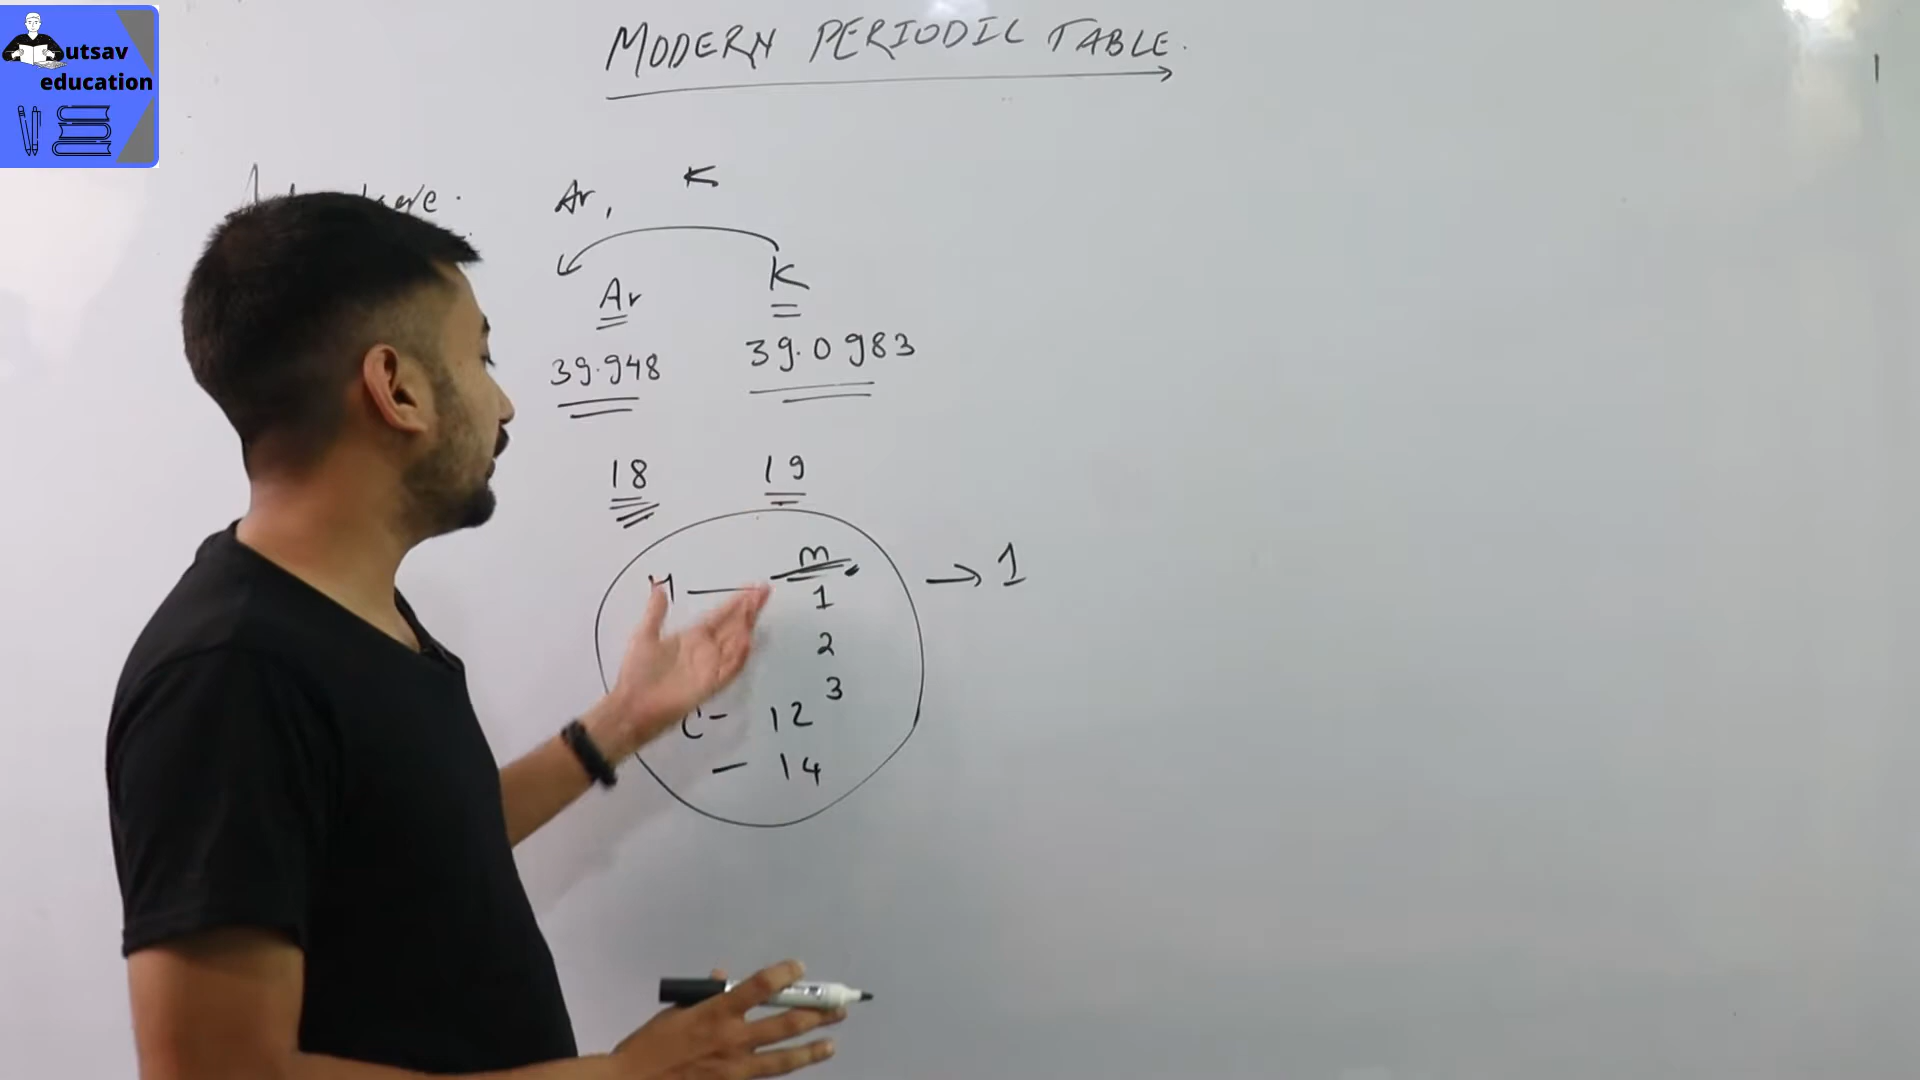 utsav
education
MODERN PERIODIC TABLE.
Ar, K
Ar K
39.948 39.0983
18 19
m
H — 1 → 1
2
3
C - 12
— 14